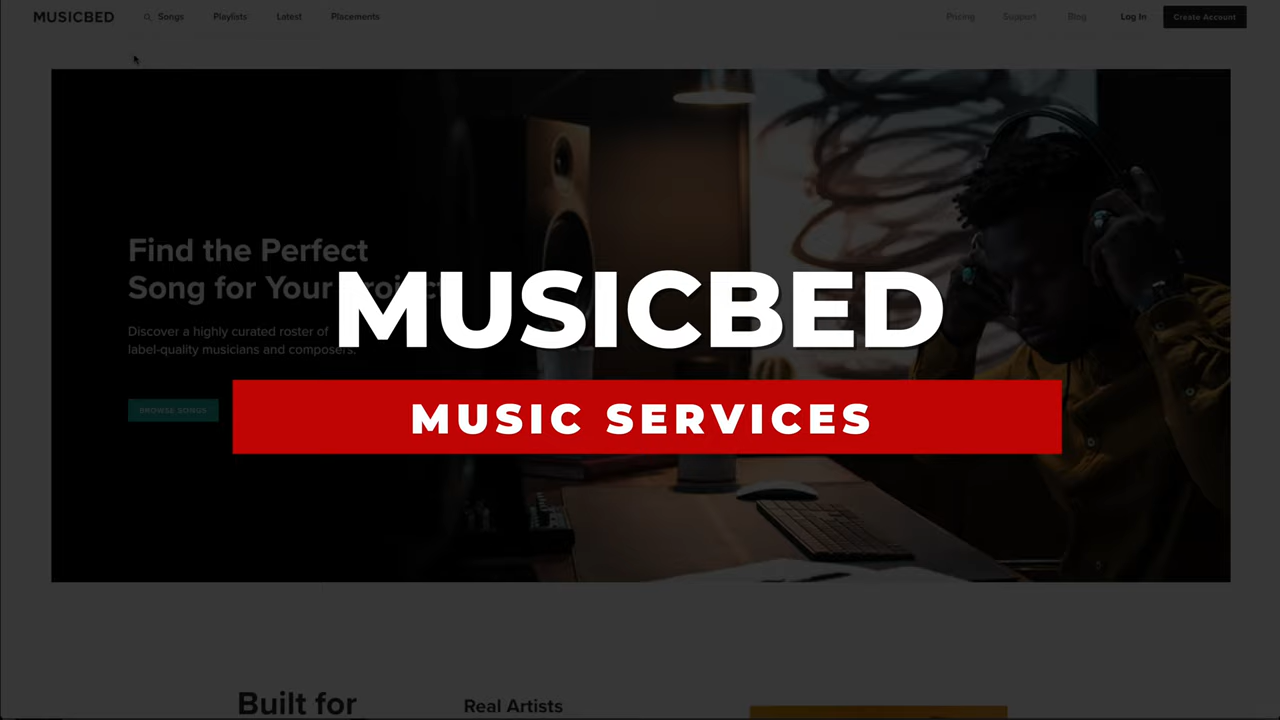 MUSICBED Songs Playlists Latest Placements Pricing Support Blog Log In Create Account
Find the Perfect
Song for Your Project
MUSICBED
Discover a highly curated roster of
label-quality musicians and composers.
BROWSE SONGS
MUSIC SERVICES
Built for
Real Artists